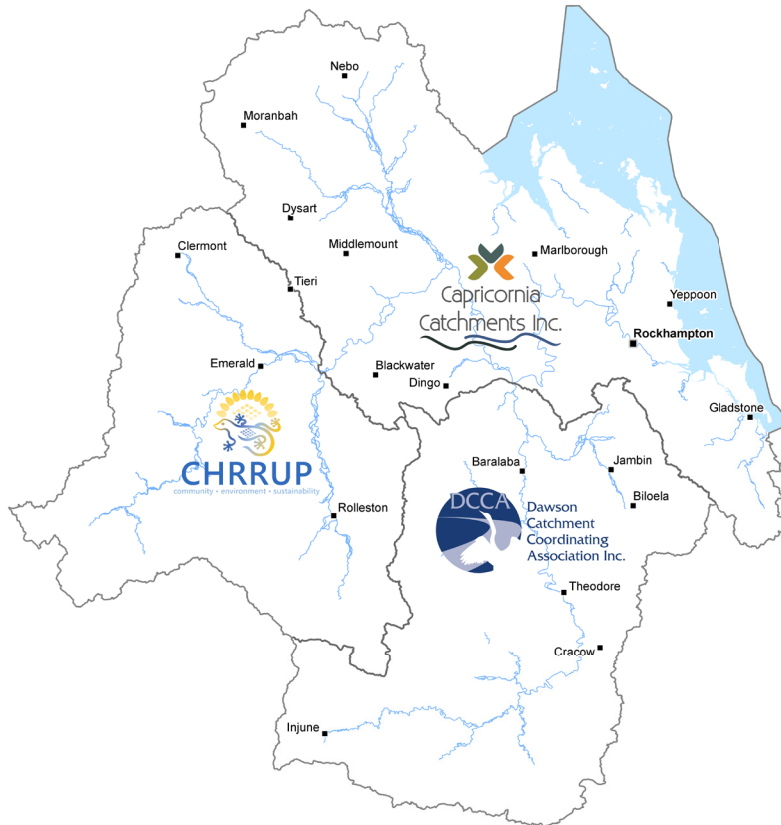 Nebo
Moranbah
Dysart
Clermont
Middlemount
Marlborough
Tieri
Capricornia
Catchments Inc.
Yeppoon
Rockhampton
Emerald
Blackwater
Dingo
Gladstone
CHRRUP
community • environment • sustainability
Baralaba
Jambin
Biloela
Rolleston
DCCA
Dawson
Catchment
Coordinating
Association Inc.
Theodore
Cracow
Injune